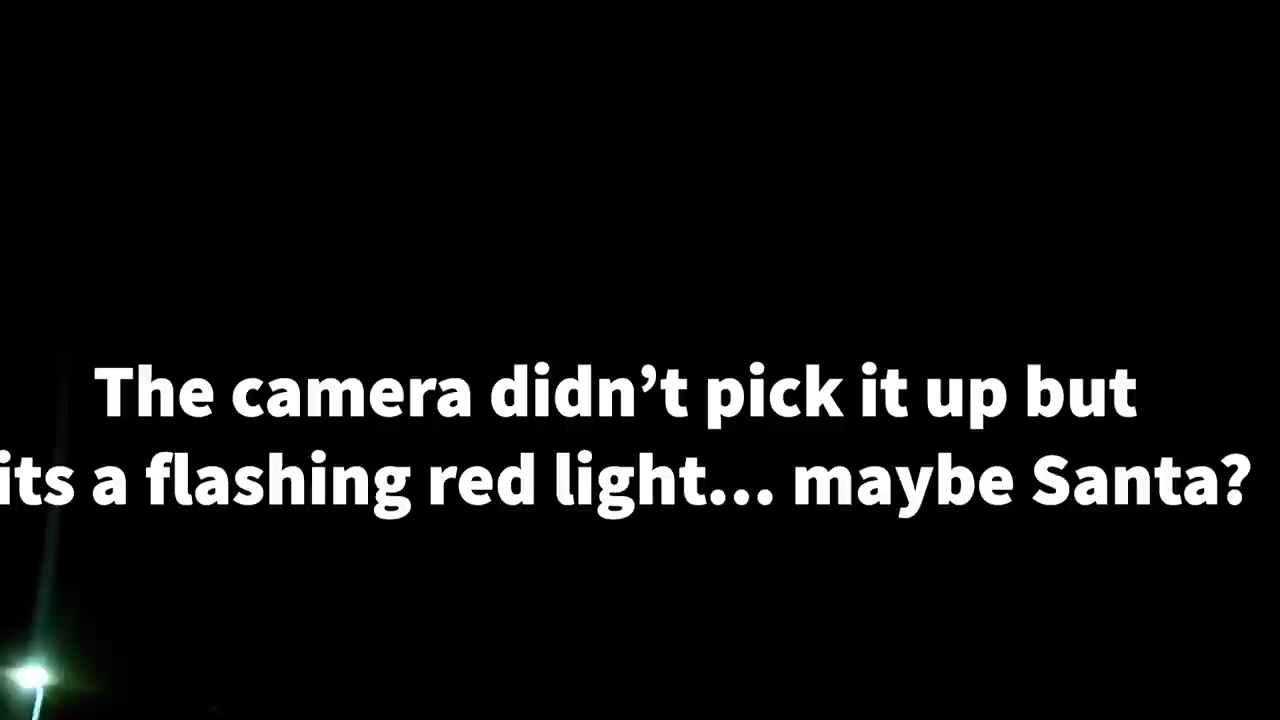 The camera didn’t pick it up but
its a flashing red light... maybe Santa?